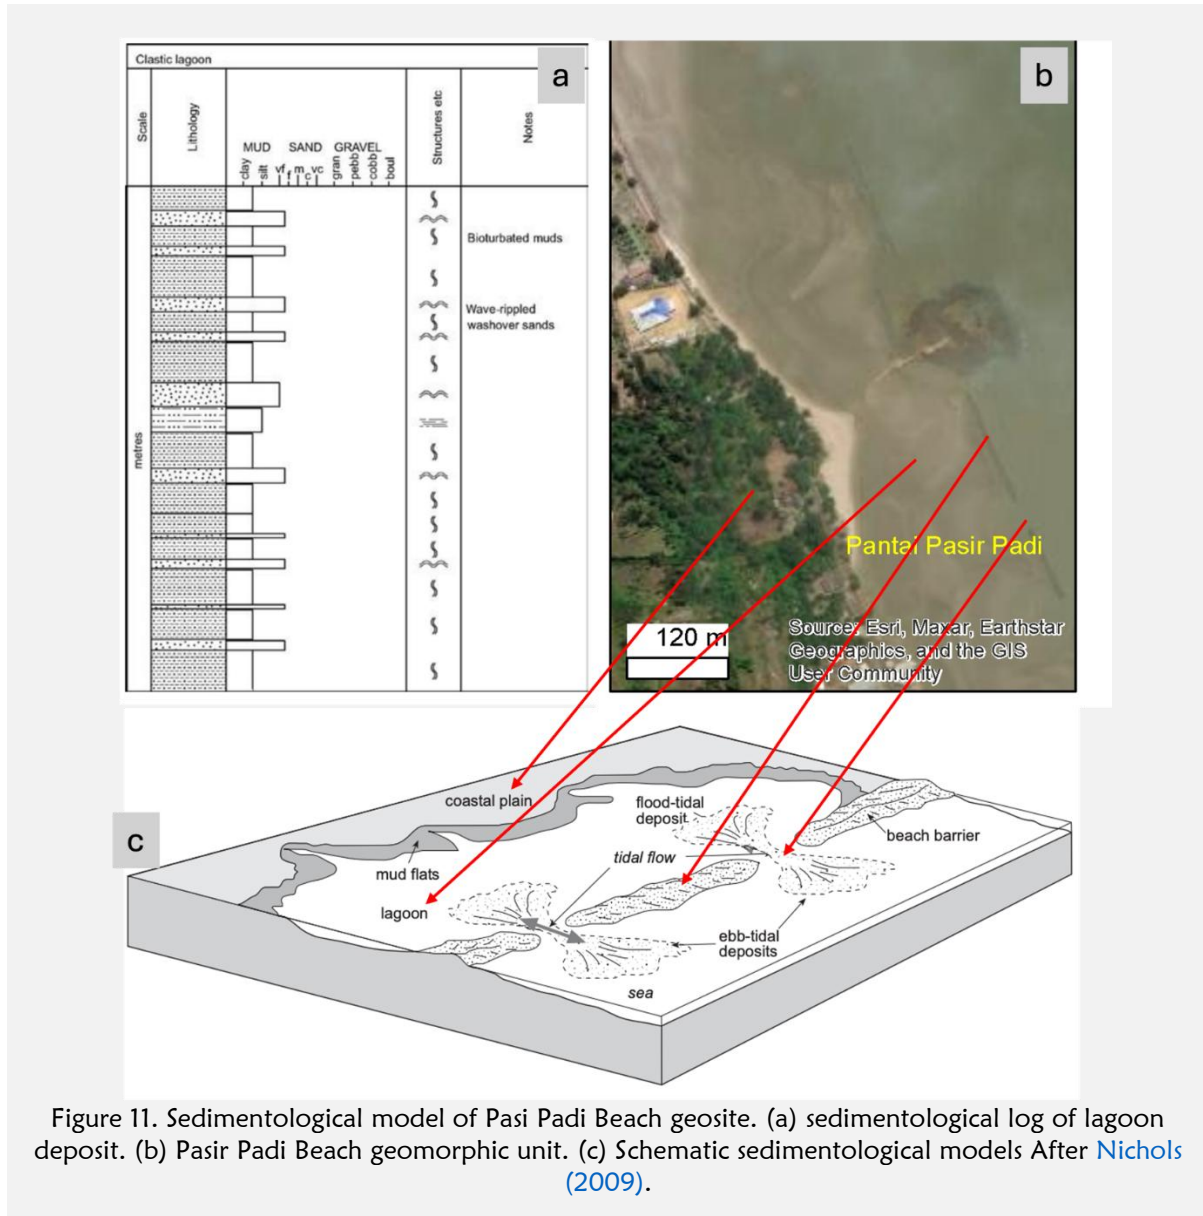 Clastic lagoon
a
Scale
Lithology
MUD SAND GRAVEL
clay
silt
vf
f
m
c
vc
gran
pebb
cobb
boul
Structures etc
Notes
metres
Bioturbated muds
Wave-rippled
washover sands
b
Pantai Pasir Padi
120 m
Source: Esri, Maxar, Earthstar
Geographics, and the GIS
User Community
c
coastal plain
mud flats
lagoon
flood-tidal
deposit
tidal flow
beach barrier
ebb-tidal
deposits
sea
Figure 11. Sedimentological model of Pasi Padi Beach geosite. (a) sedimentological log of lagoon
deposit. (b) Pasir Padi Beach geomorphic unit. (c) Schematic sedimentological models After Nichols
(2009).